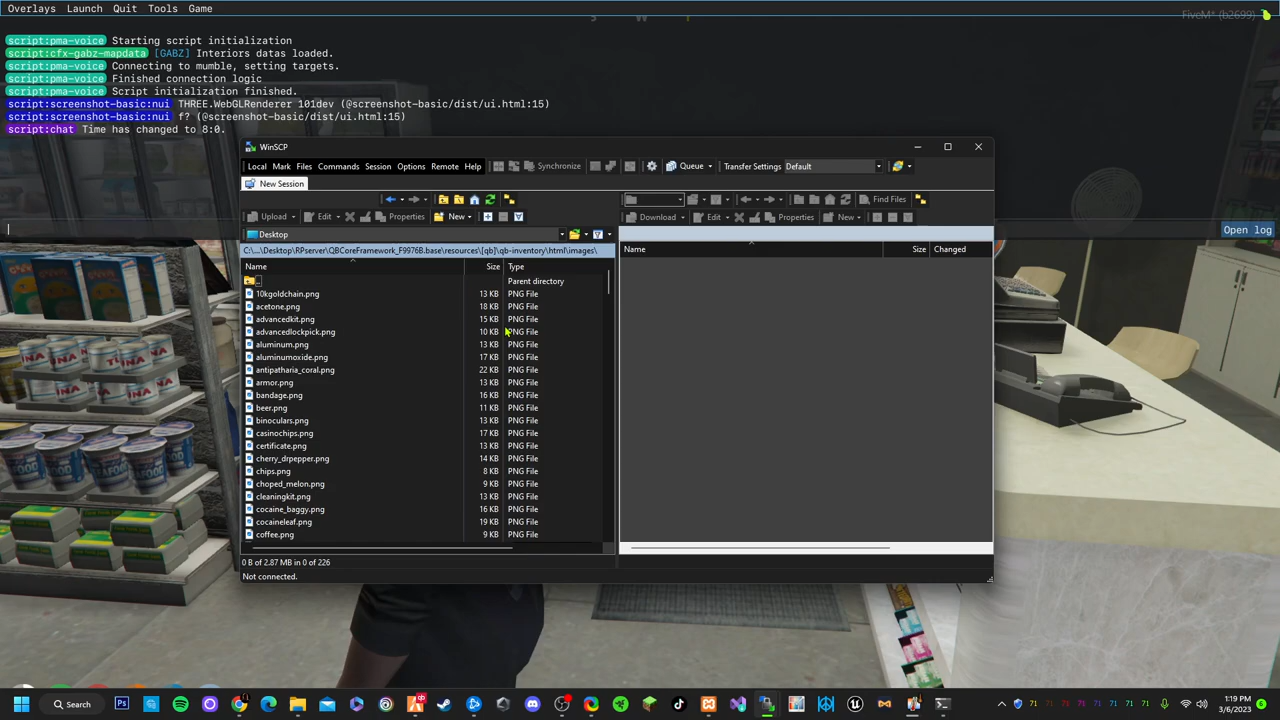 Overlays Launch Quit Tools Game
FiveM* (b2699)
script:pma-voice Starting script initialization
script:cfx-gabz-mapdata [GABZ] Interiors datas loaded.
script:pma-voice Connecting to mumble, setting targets.
script:pma-voice Finished connection logic
script:pma-voice Script initialization finished.
script:screenshot-basic:nui THREE.WebGLRenderer 101dev (@screenshot-basic/dist/ui.html:15)
script:screenshot-basic:nui f? (@screenshot-basic/dist/ui.html:15)
script:chat Time has changed to 8:0.
Open log
WinSCP
Local Mark Files Commands Session Options Remote Help Synchronize Queue Transfer Settings Default
New Session
Find Files
Upload Edit Properties New Download Edit Properties New
Desktop
C:\...\Desktop\RPserver\QBCoreFramework_F9976B.base\resources\[qb]\qb-inventory\html\images\
Name Size Changed
Name Size Type
.. Parent directory
10kgoldchain.png 13 KB PNG File
acetone.png 18 KB PNG File
advancedkit.png 15 KB PNG File
advancedlockpick.png 10 KB PNG File
aluminum.png 13 KB PNG File
aluminumoxide.png 17 KB PNG File
antipatharia_coral.png 22 KB PNG File
armor.png 13 KB PNG File
bandage.png 16 KB PNG File
beer.png 11 KB PNG File
binoculars.png 13 KB PNG File
casinochips.png 17 KB PNG File
certificate.png 13 KB PNG File
cherry_drpepper.png 14 KB PNG File
chips.png 8 KB PNG File
choped_melon.png 9 KB PNG File
cleaningkit.png 13 KB PNG File
cocaine_baggy.png 16 KB PNG File
cocaineleaf.png 19 KB PNG File
coffee.png 9 KB PNG File
0 B of 2.87 MB in 0 of 226
Not connected.
TUNA
Search
71 71 71 71 71 71
1:19 PM
3/6/2023